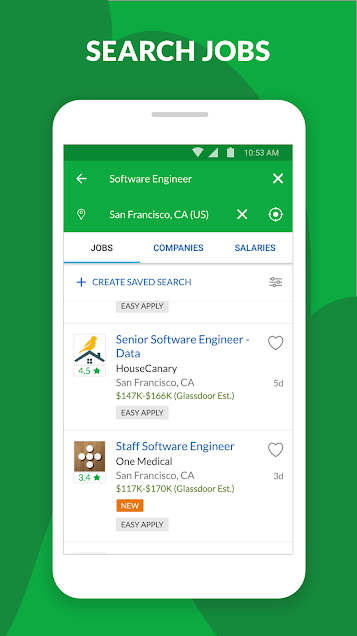 SEARCH JOBS
10:53 AM
Software Engineer
San Francisco, CA (US)
JOBS
COMPANIES
SALARIES
+ CREATE SAVED SEARCH
EASY APPLY
Senior Software Engineer -
Data
HouseCanary
4.5 ★
San Francisco, CA
5d
$147K-$166K (Glassdoor Est.)
EASY APPLY
Staff Software Engineer
One Medical
3.4 ★
San Francisco, CA
3d
$117K-$170K (Glassdoor Est.)
NEW
EASY APPLY